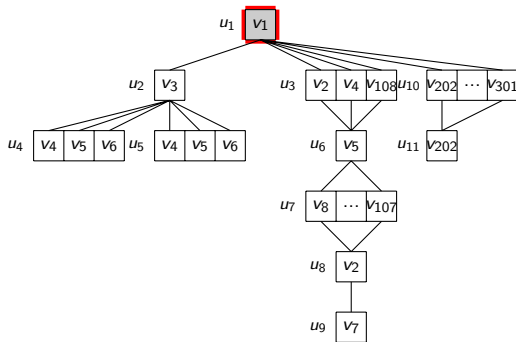 u1 v1
u2 v3 u3 v2 v4 v108 u10 v202 ... v301
u4 v4 v5 v6 u5 v4 v5 v6 u6 v5 u11 v202
u7 v8 ... v107
u8 v2
u9 v7